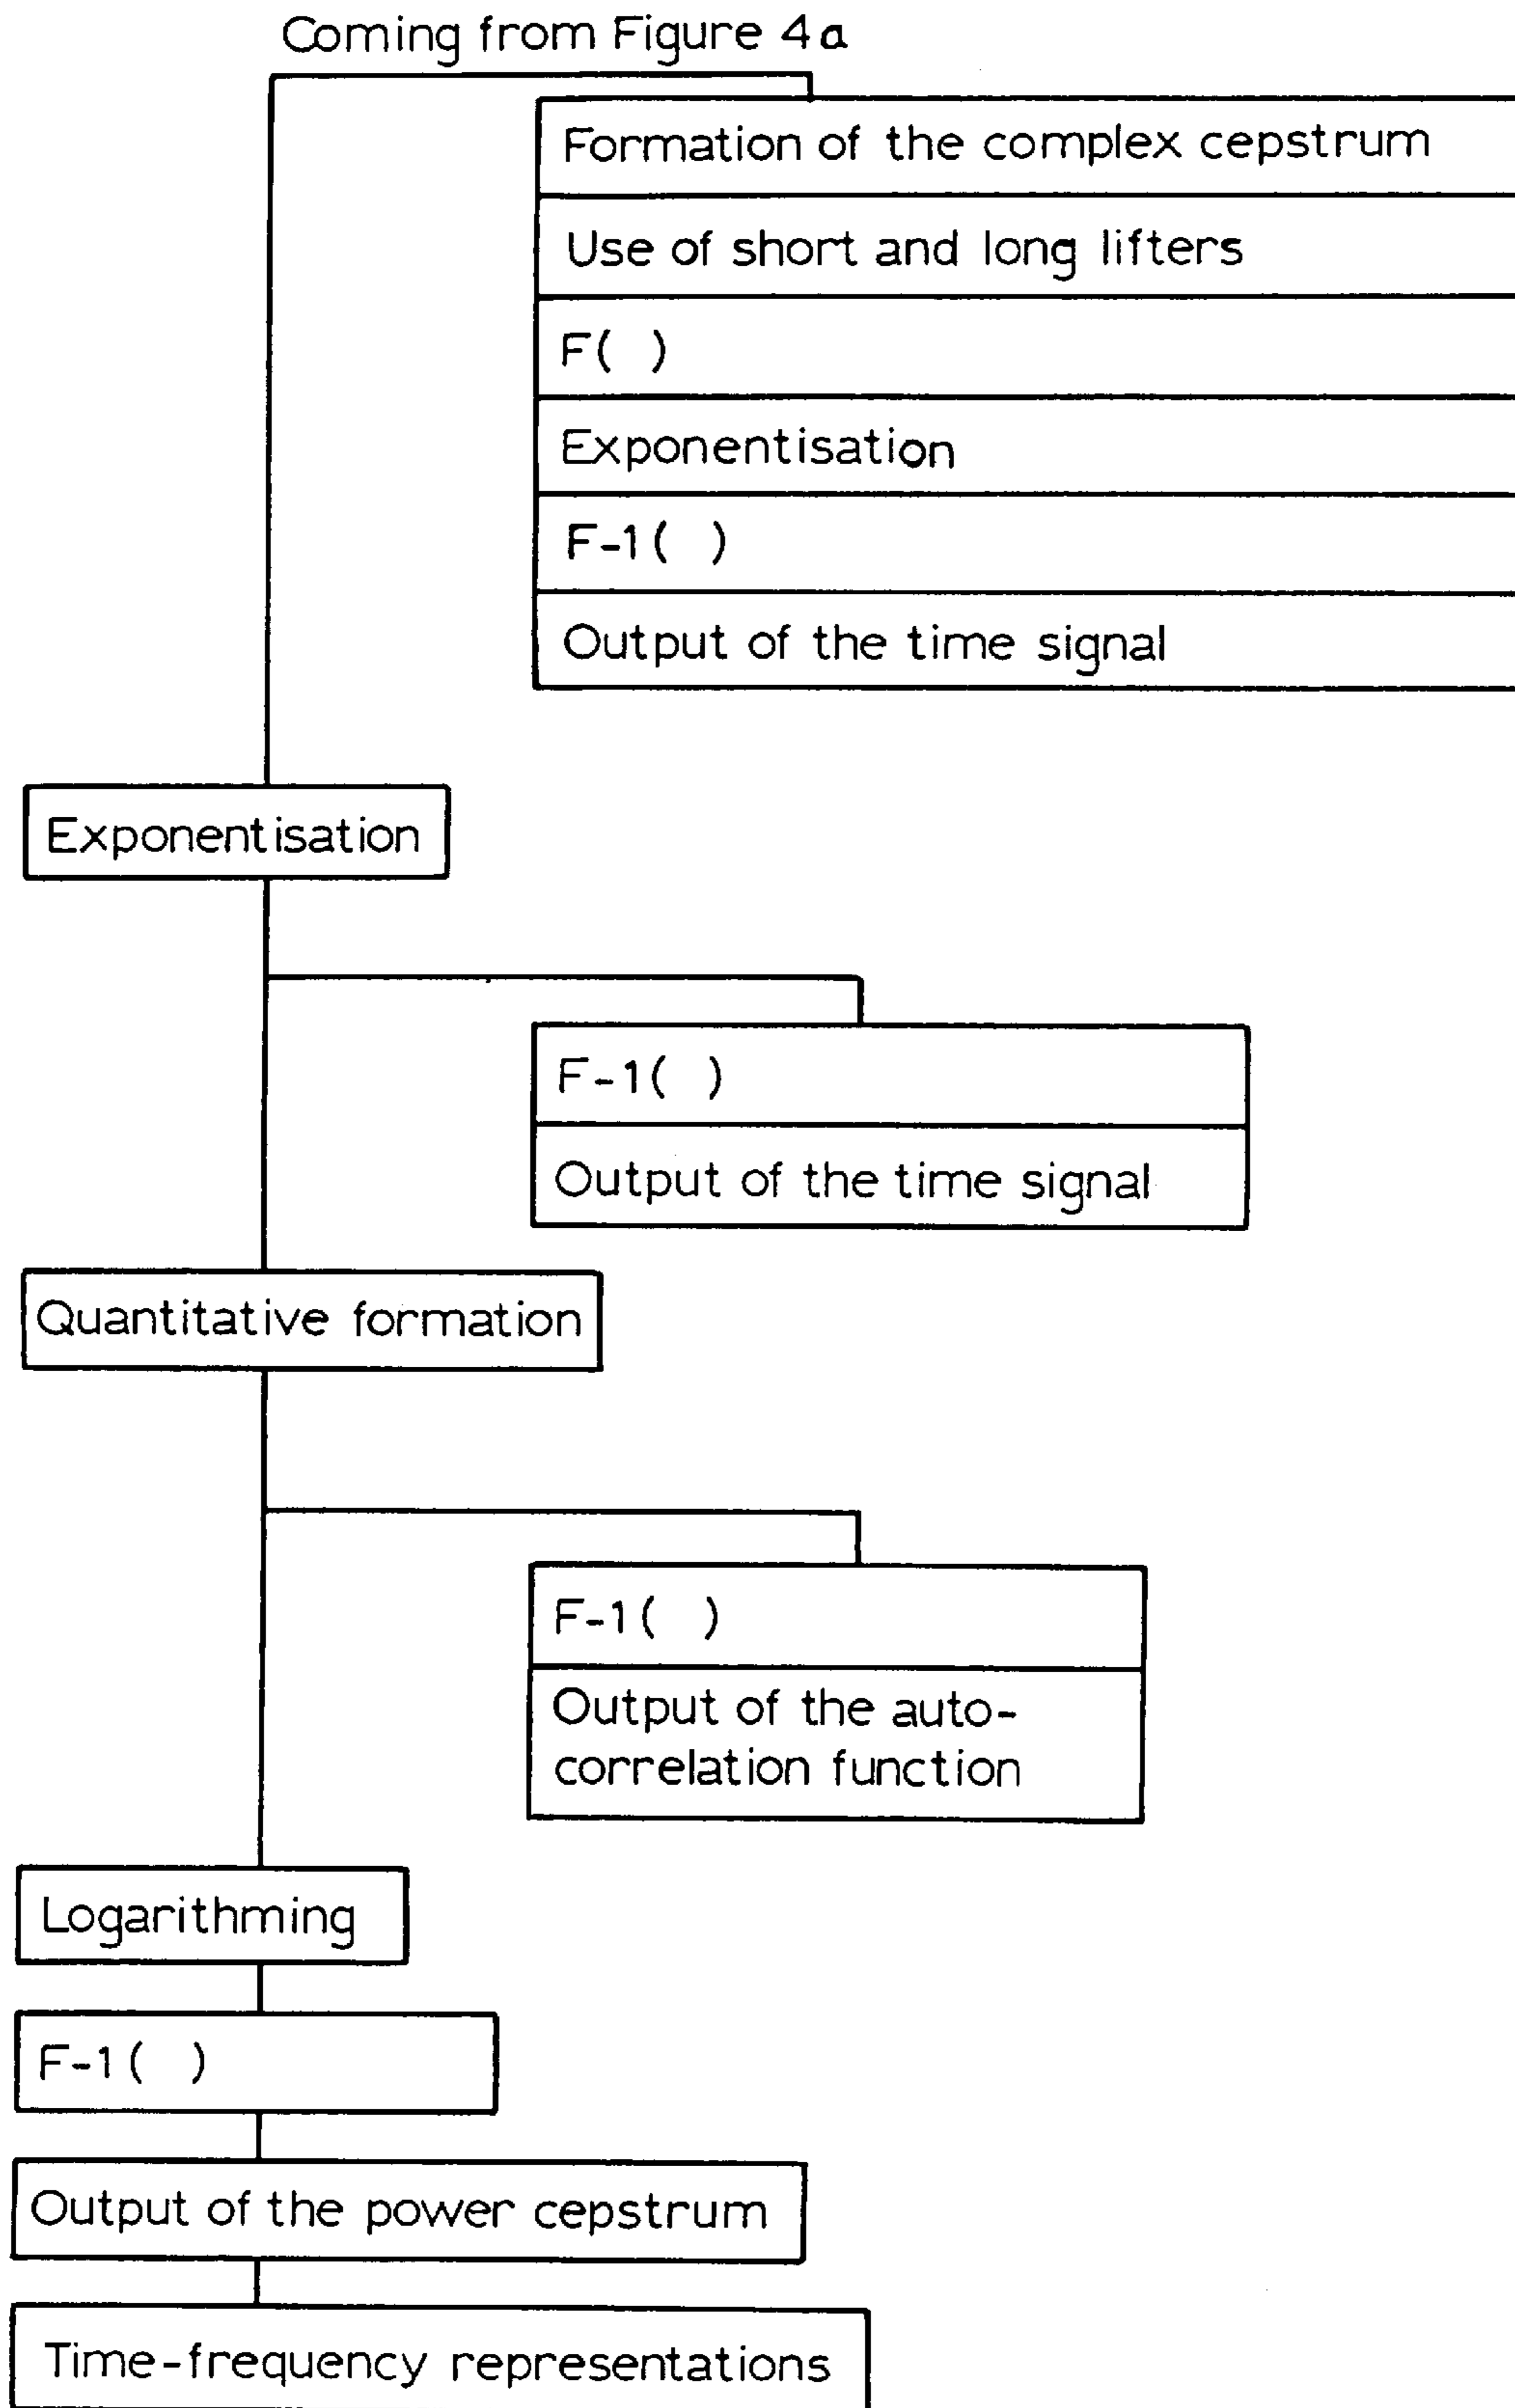 Coming from Figure 4a
Formation of the complex cepstrum
Use of short and long lifters
F( )
Exponentisation
F-1( )
Output of the time signal
Exponentisation
F-1( )
Output of the time signal
Quantitative formation
F-1( )
Output of the auto-
correlation function
Logarithming
F-1( )
Output of the power cepstrum
Time-frequency representations